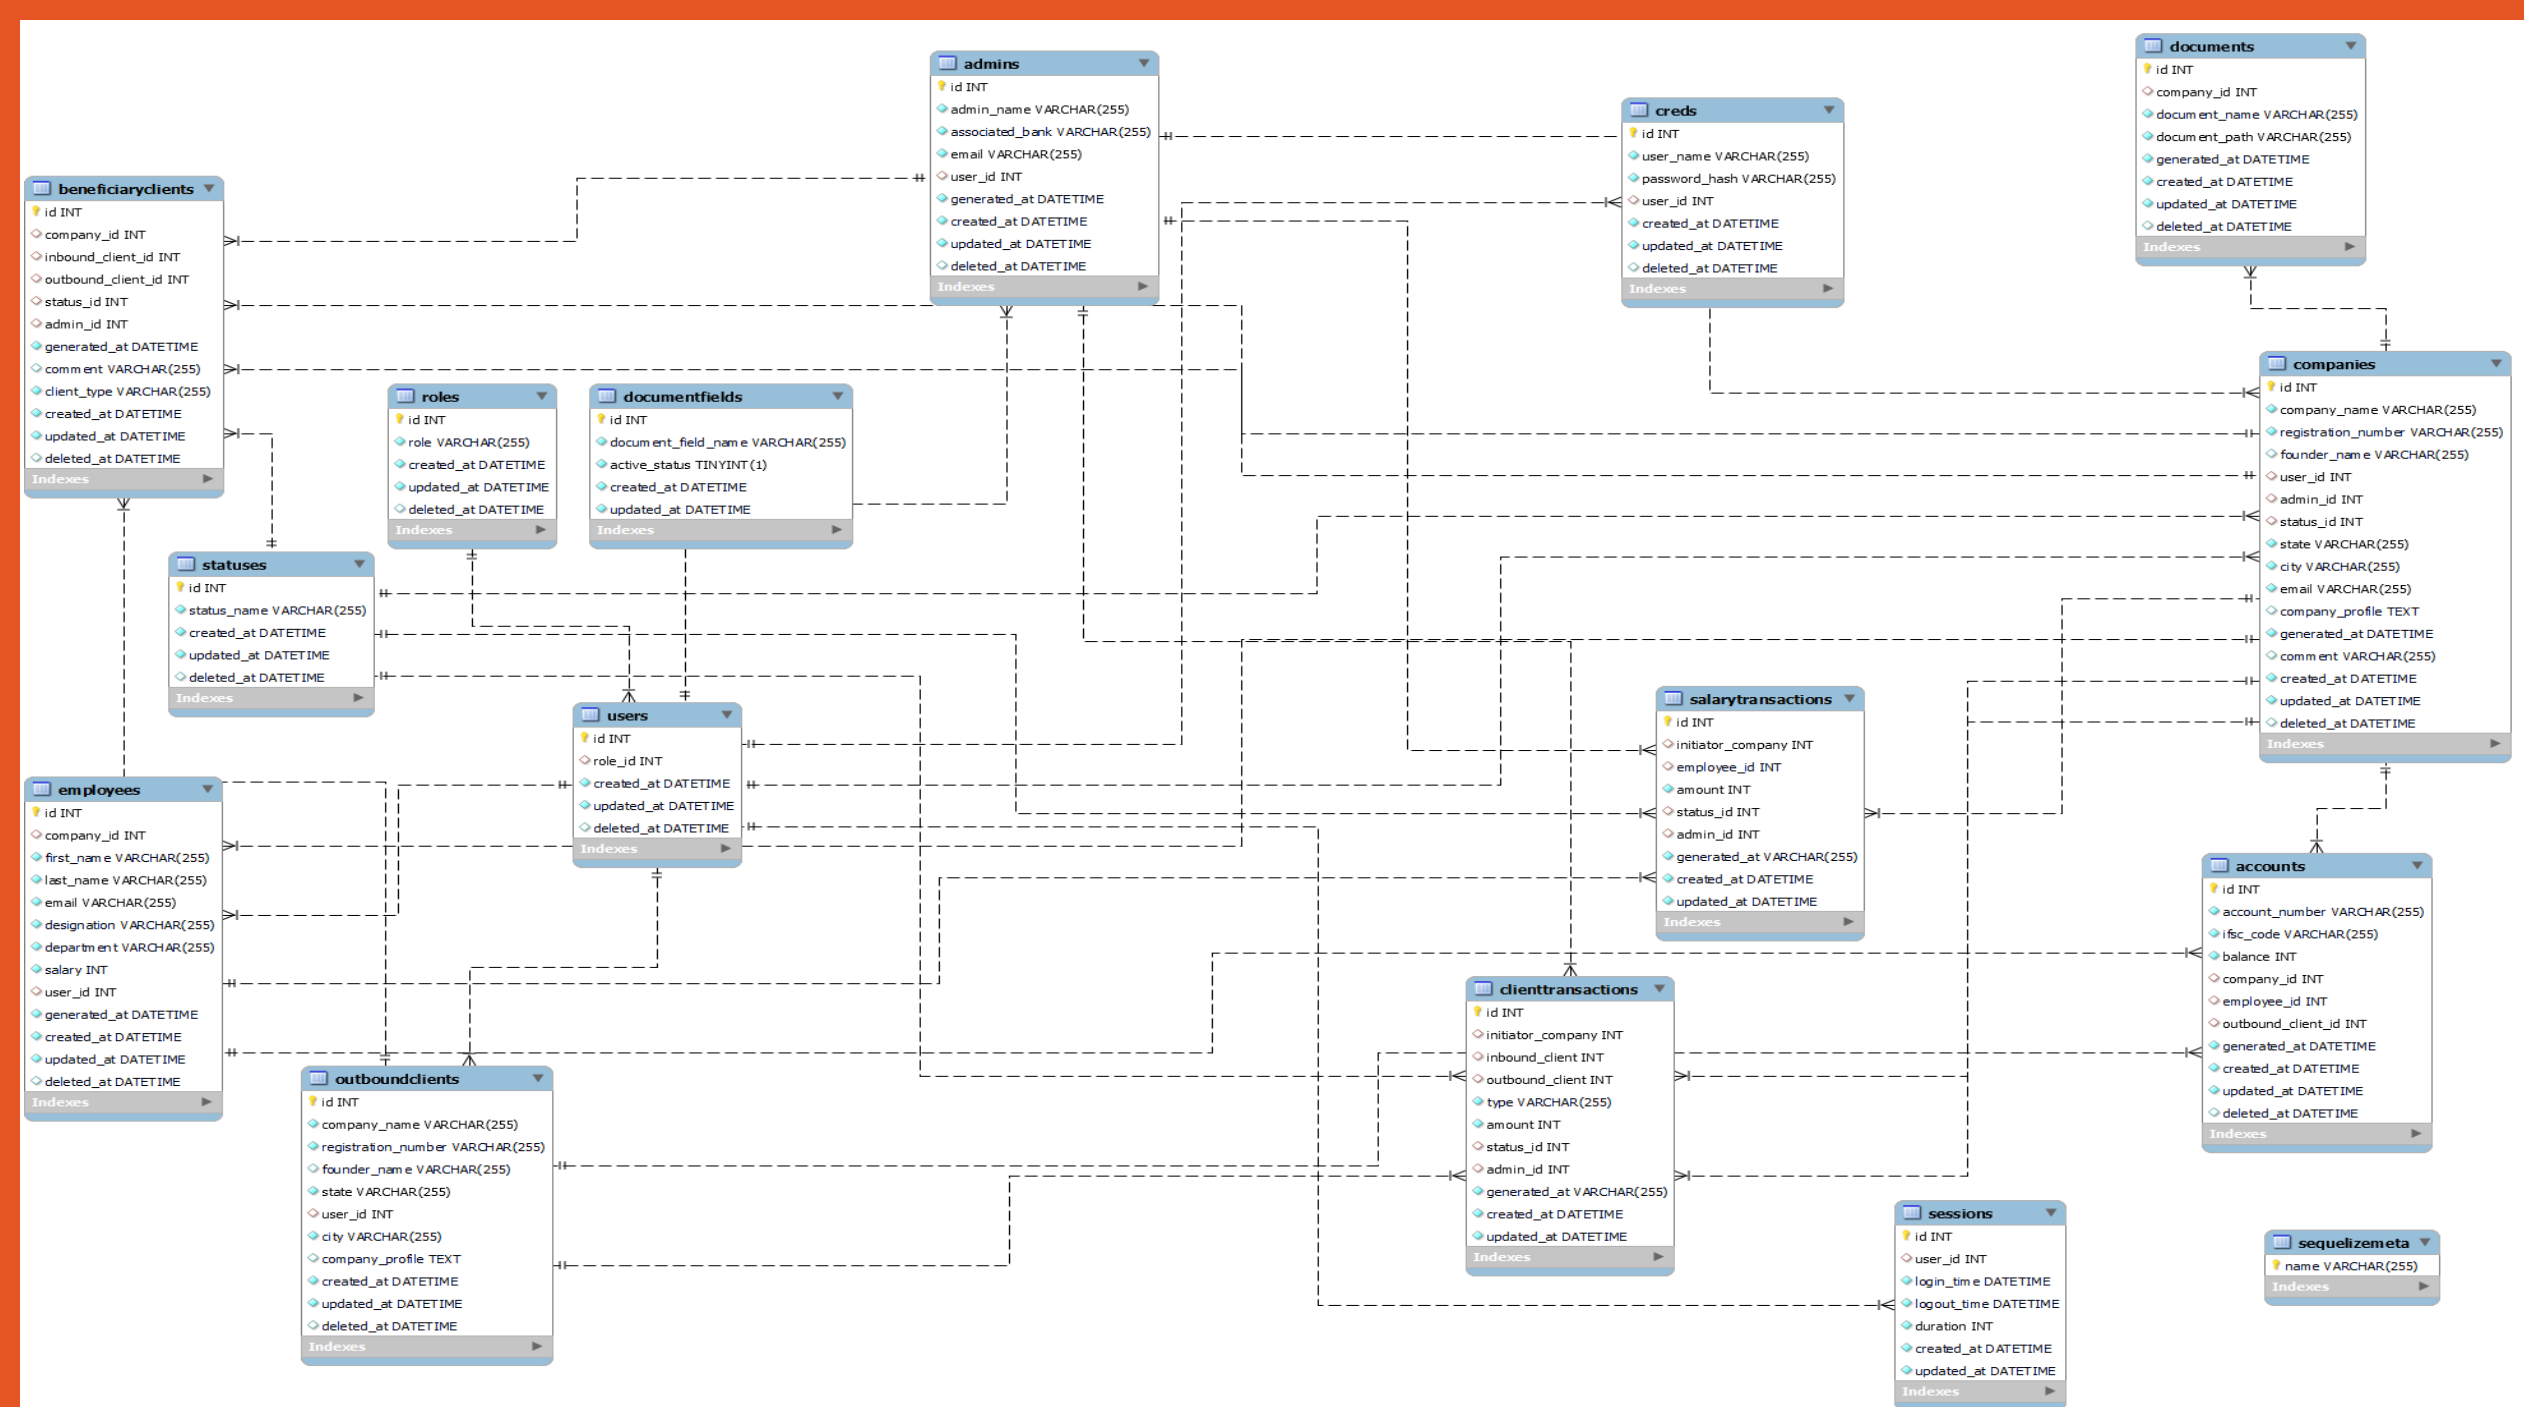 admins
id INT
admin_name VARCHAR(255)
associated_bank VARCHAR(255)
email VARCHAR(255)
user_id INT
generated_at DATETIME
created_at DATETIME
updated_at DATETIME
deleted_at DATETIME
Indexes
creds
id INT
user_name VARCHAR(255)
password_hash VARCHAR(255)
user_id INT
created_at DATETIME
updated_at DATETIME
deleted_at DATETIME
Indexes
documents
id INT
company_id INT
document_name VARCHAR(255)
document_path VARCHAR(255)
generated_at DATETIME
created_at DATETIME
updated_at DATETIME
deleted_at DATETIME
Indexes
beneficiaryclients
id INT
company_id INT
inbound_client_id INT
outbound_client_id INT
status_id INT
admin_id INT
generated_at DATETIME
comment VARCHAR(255)
client_type VARCHAR(255)
created_at DATETIME
updated_at DATETIME
deleted_at DATETIME
Indexes
roles
id INT
role VARCHAR(255)
created_at DATETIME
updated_at DATETIME
deleted_at DATETIME
Indexes
documentfields
id INT
document_field_name VARCHAR(255)
active_status TINYINT(1)
created_at DATETIME
updated_at DATETIME
Indexes
companies
id INT
company_name VARCHAR(255)
registration_number VARCHAR(255)
founder_name VARCHAR(255)
user_id INT
admin_id INT
status_id INT
state VARCHAR(255)
city VARCHAR(255)
email VARCHAR(255)
company_profile TEXT
generated_at DATETIME
comment VARCHAR(255)
created_at DATETIME
updated_at DATETIME
deleted_at DATETIME
Indexes
statuses
id INT
status_name VARCHAR(255)
created_at DATETIME
updated_at DATETIME
deleted_at DATETIME
Indexes
users
id INT
role_id INT
created_at DATETIME
updated_at DATETIME
deleted_at DATETIME
Indexes
salarytransactions
id INT
initiator_company INT
employee_id INT
amount INT
status_id INT
admin_id INT
generated_at VARCHAR(255)
created_at DATETIME
updated_at DATETIME
Indexes
employees
id INT
company_id INT
first_name VARCHAR(255)
last_name VARCHAR(255)
email VARCHAR(255)
designation VARCHAR(255)
department VARCHAR(255)
salary INT
user_id INT
generated_at DATETIME
created_at DATETIME
updated_at DATETIME
deleted_at DATETIME
Indexes
accounts
id INT
account_number VARCHAR(255)
ifsc_code VARCHAR(255)
balance INT
company_id INT
employee_id INT
outbound_client_id INT
generated_at DATETIME
created_at DATETIME
updated_at DATETIME
deleted_at DATETIME
Indexes
clienttransactions
id INT
initiator_company INT
inbound_client INT
outbound_client INT
type VARCHAR(255)
amount INT
status_id INT
admin_id INT
generated_at VARCHAR(255)
created_at DATETIME
updated_at DATETIME
Indexes
outboundclients
id INT
company_name VARCHAR(255)
registration_number VARCHAR(255)
founder_name VARCHAR(255)
state VARCHAR(255)
user_id INT
city VARCHAR(255)
company_profile TEXT
created_at DATETIME
updated_at DATETIME
deleted_at DATETIME
Indexes
sessions
id INT
user_id INT
login_time DATETIME
logout_time DATETIME
duration INT
created_at DATETIME
updated_at DATETIME
Indexes
sequelizemeta
name VARCHAR(255)
Indexes